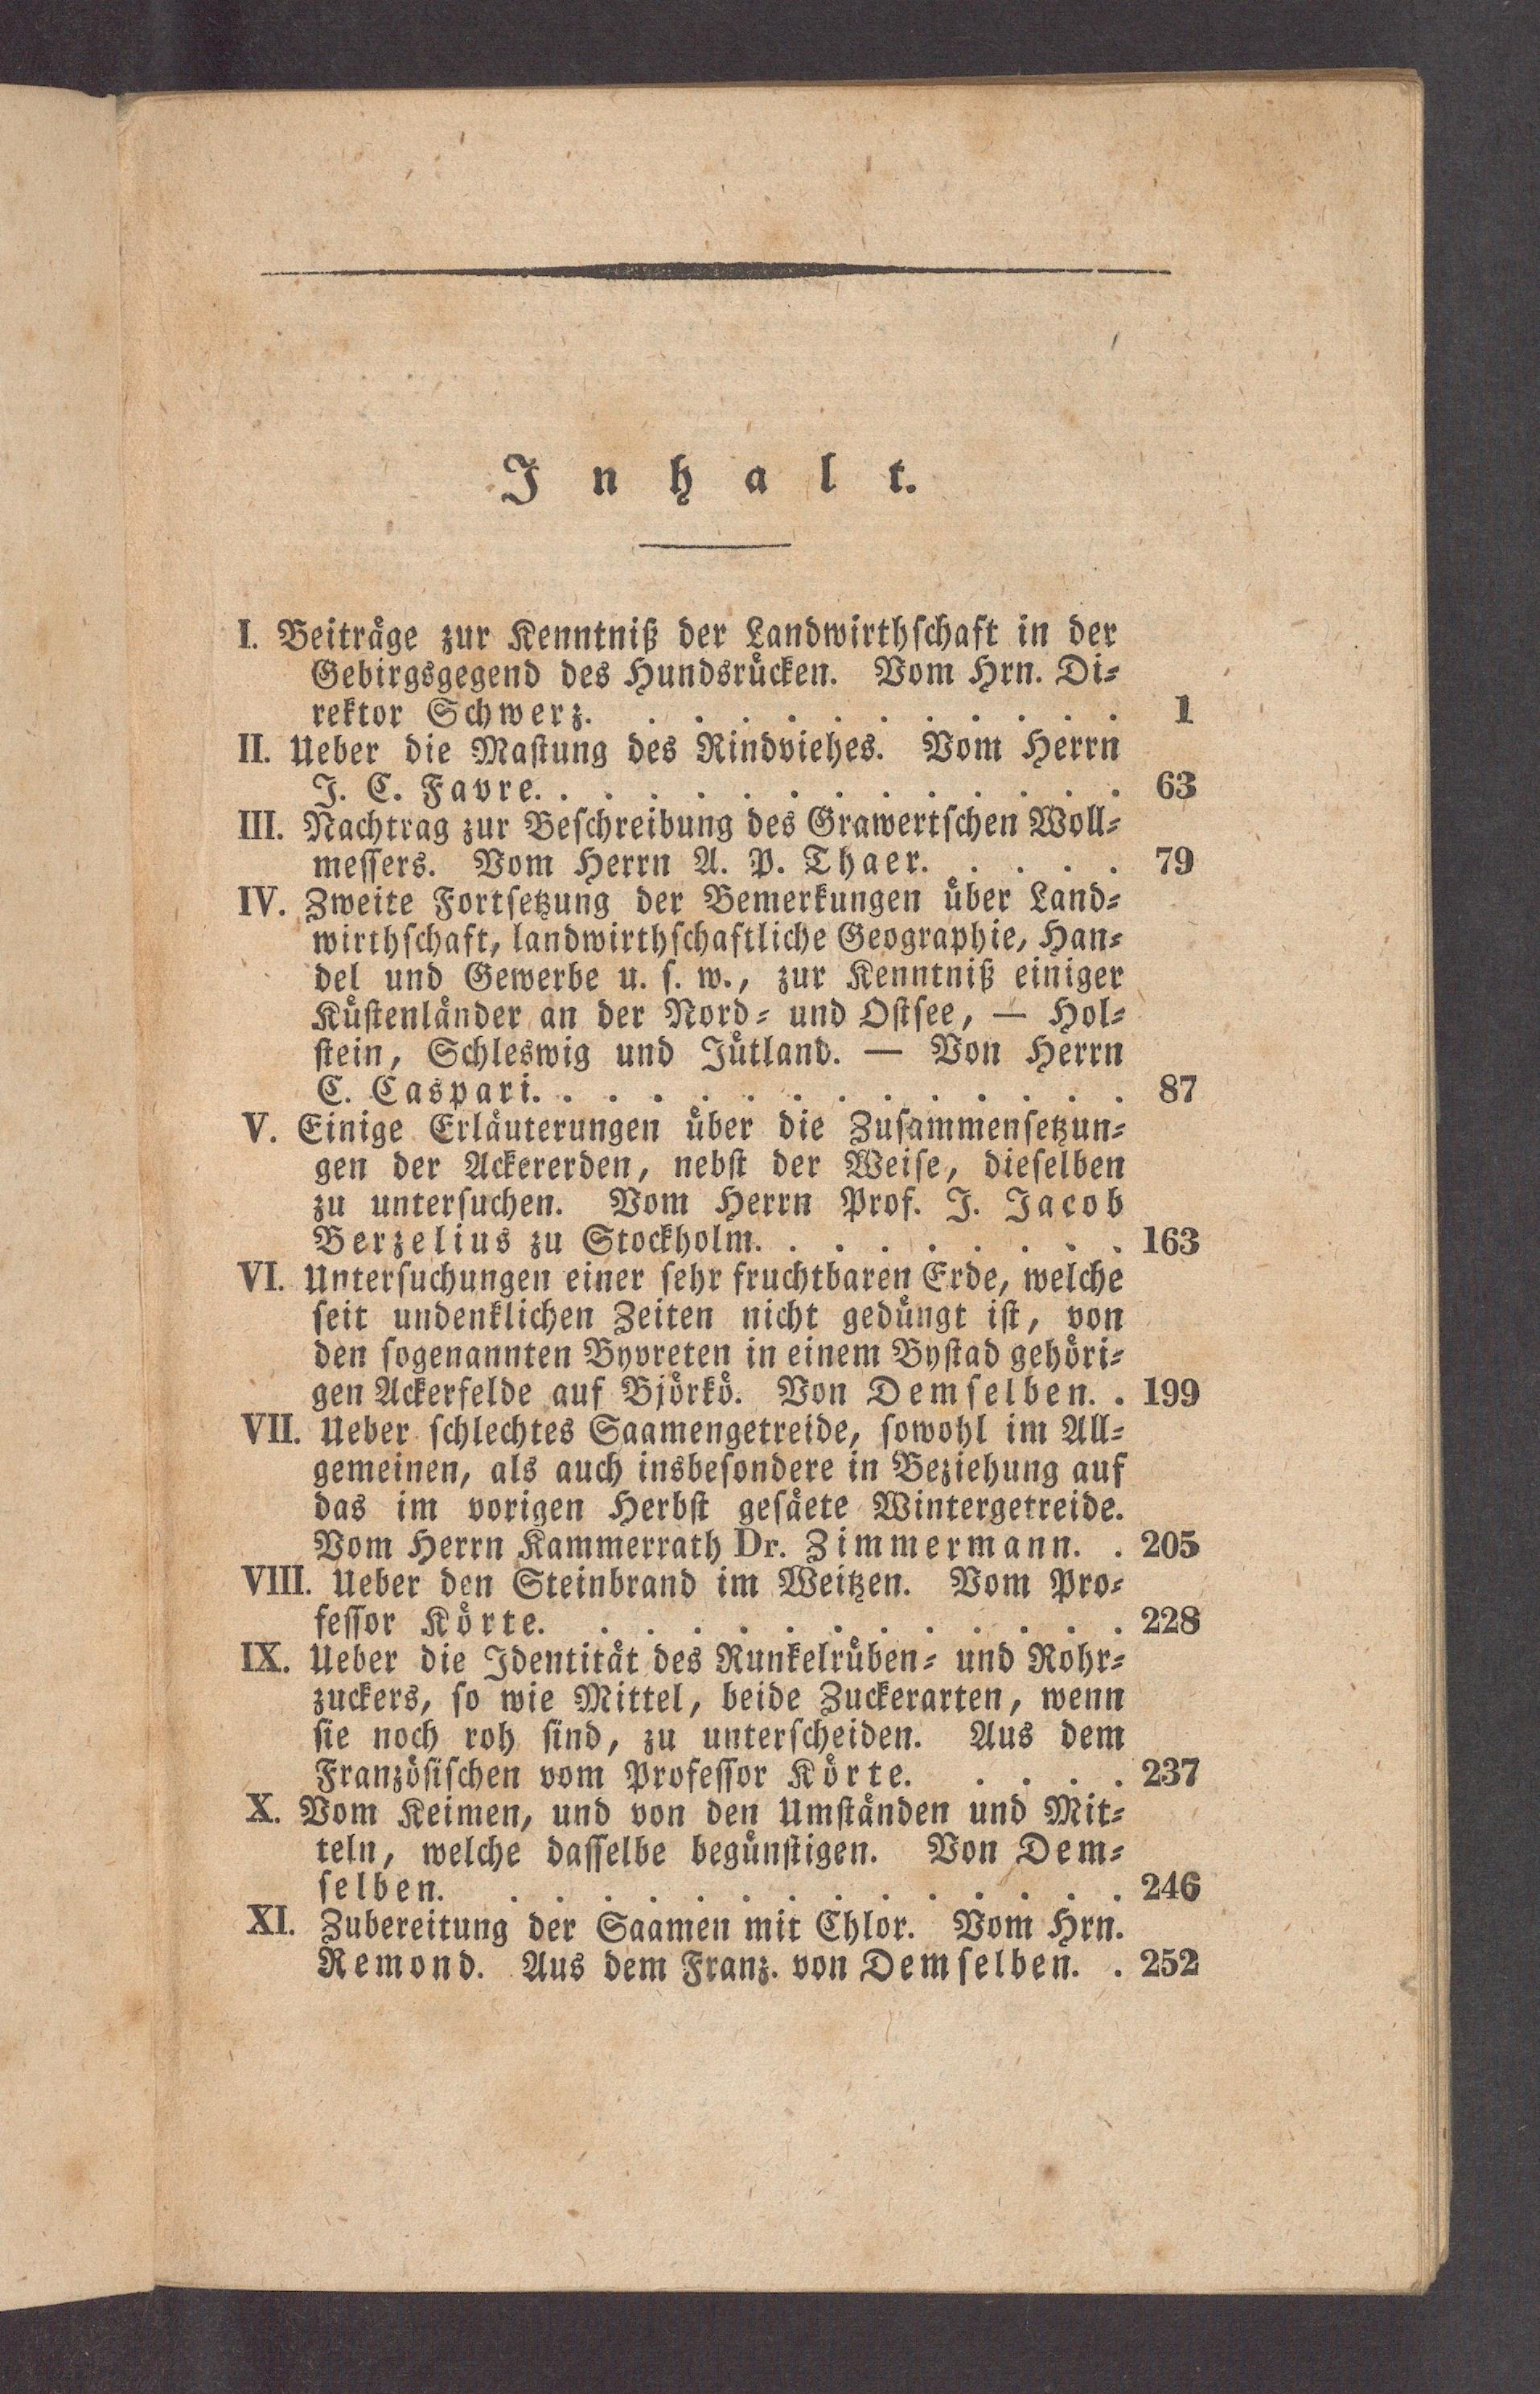 Inhalt.
I. Beiträge zur Kenntniß der Landwirthschaft in der
Gebirgsgegend des Hundsrücken. Vom Hrn. Di-
rektor Schwerz. . . . . . . . . . . . 1
II. Ueber die Mastung des Rindviehes. Vom Herrn
J. C. Favre. . . . . . . . . . . . . . 63
III. Nachtrag zur Beschreibung des Grawertschen Woll-
messers. Vom Herrn A. P. Thaer. . . . . . 79
IV. Zweite Fortsetzung der Bemerkungen über Land-
wirthschaft, landwirthschaftliche Geographie, Han-
del und Gewerbe u. s. w., zur Kenntniß einiger
Küstenländer an der Nord- und Ostsee, — Hol-
stein, Schleswig und Jütland. — Von Herrn
C. Caspari. . . . . . . . . . . . . . 87
V. Einige Erläuterungen über die Zusammensetzun-
gen der Ackererden, nebst der Weise, dieselben
zu untersuchen. Vom Herrn Prof. J. Jacob
Berzelius zu Stockholm. . . . . . . . . 163
VI. Untersuchungen einer sehr fruchtbaren Erde, welche
seit undenklichen Zeiten nicht gedüngt ist, von
den sogenannten Byvreten in einem Bystad gehöri-
gen Ackerfelde auf Björkö. Von Demselben. . 199
VII. Ueber schlechtes Saamengetreide, sowohl im All-
gemeinen, als auch insbesondere in Beziehung auf
das im vorigen Herbst gesäete Wintergetreide.
Vom Herrn Kammerrath Dr. Zimmermann. . 205
VIII. Ueber den Steinbrand im Weitzen. Vom Pro-
fessor Körte. . . . . . . . . . . . . 228
IX. Ueber die Identität des Runkelrüben- und Rohr-
zuckers, so wie Mittel, beide Zuckerarten, wenn
sie noch roh sind, zu unterscheiden. Aus dem
Französischen vom Professor Körte. . . . . 237
X. Vom Keimen, und von den Umständen und Mit-
teln, welche dasselbe begünstigen. Von Dem-
selben. . . . . . . . . . . . . . . 246
XI. Zubereitung der Saamen mit Chlor. Vom Hrn.
Remond. Aus dem Franz. von Demselben. . 252